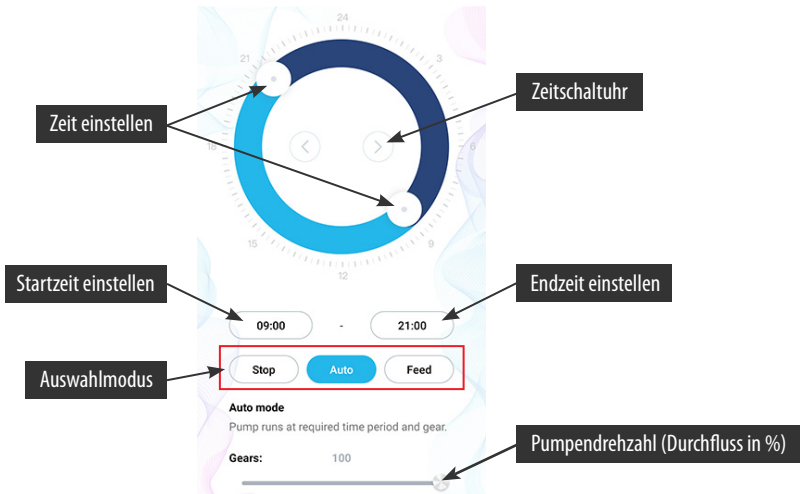 24
21
3
Zeitschaltuhr
Zeit einstellen
18
6
15
9
12
Startzeit einstellen
Endzeit einstellen
09:00 - 21:00
Stop Auto Feed
Auswahlmodus
Auto mode
Pump runs at required time period and gear.
Pumpendrehzahl (Durchfluss in %)
Gears: 100